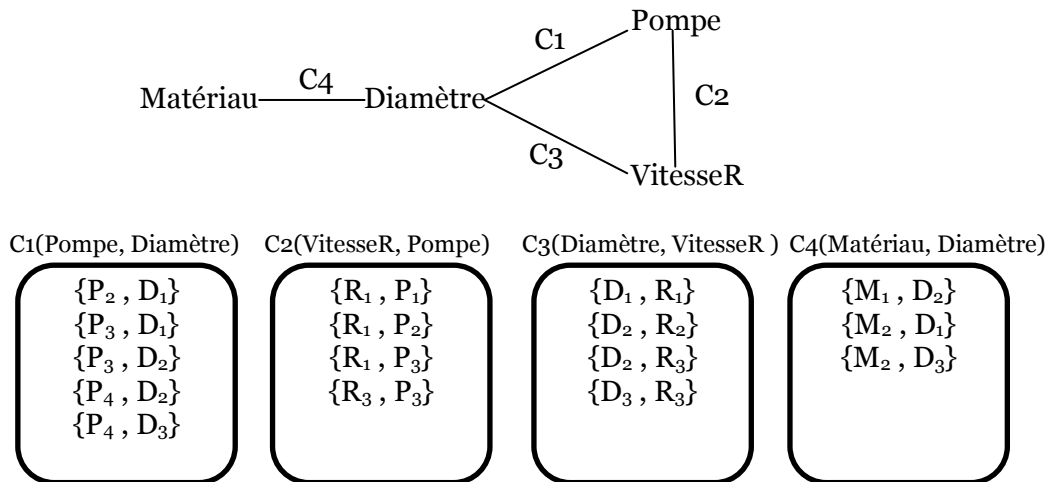 Pompe
C1
C4
Matériau
Diamètre
C2
C3
VitesseR
C1(Pompe, Diamètre)
{P₂ , D₁}
{P₃ , D₁}
{P₃ , D₂}
{P₄ , D₂}
{P₄ , D₃}
C2(VitesseR, Pompe)
{R₁ , P₁}
{R₁ , P₂}
{R₁ , P₃}
{R₃ , P₃}
C3(Diamètre, VitesseR )
{D₁ , R₁}
{D₂ , R₂}
{D₂ , R₃}
{D₃ , R₃}
C4(Matériau, Diamètre)
{M₁ , D₂}
{M₂ , D₁}
{M₂ , D₃}